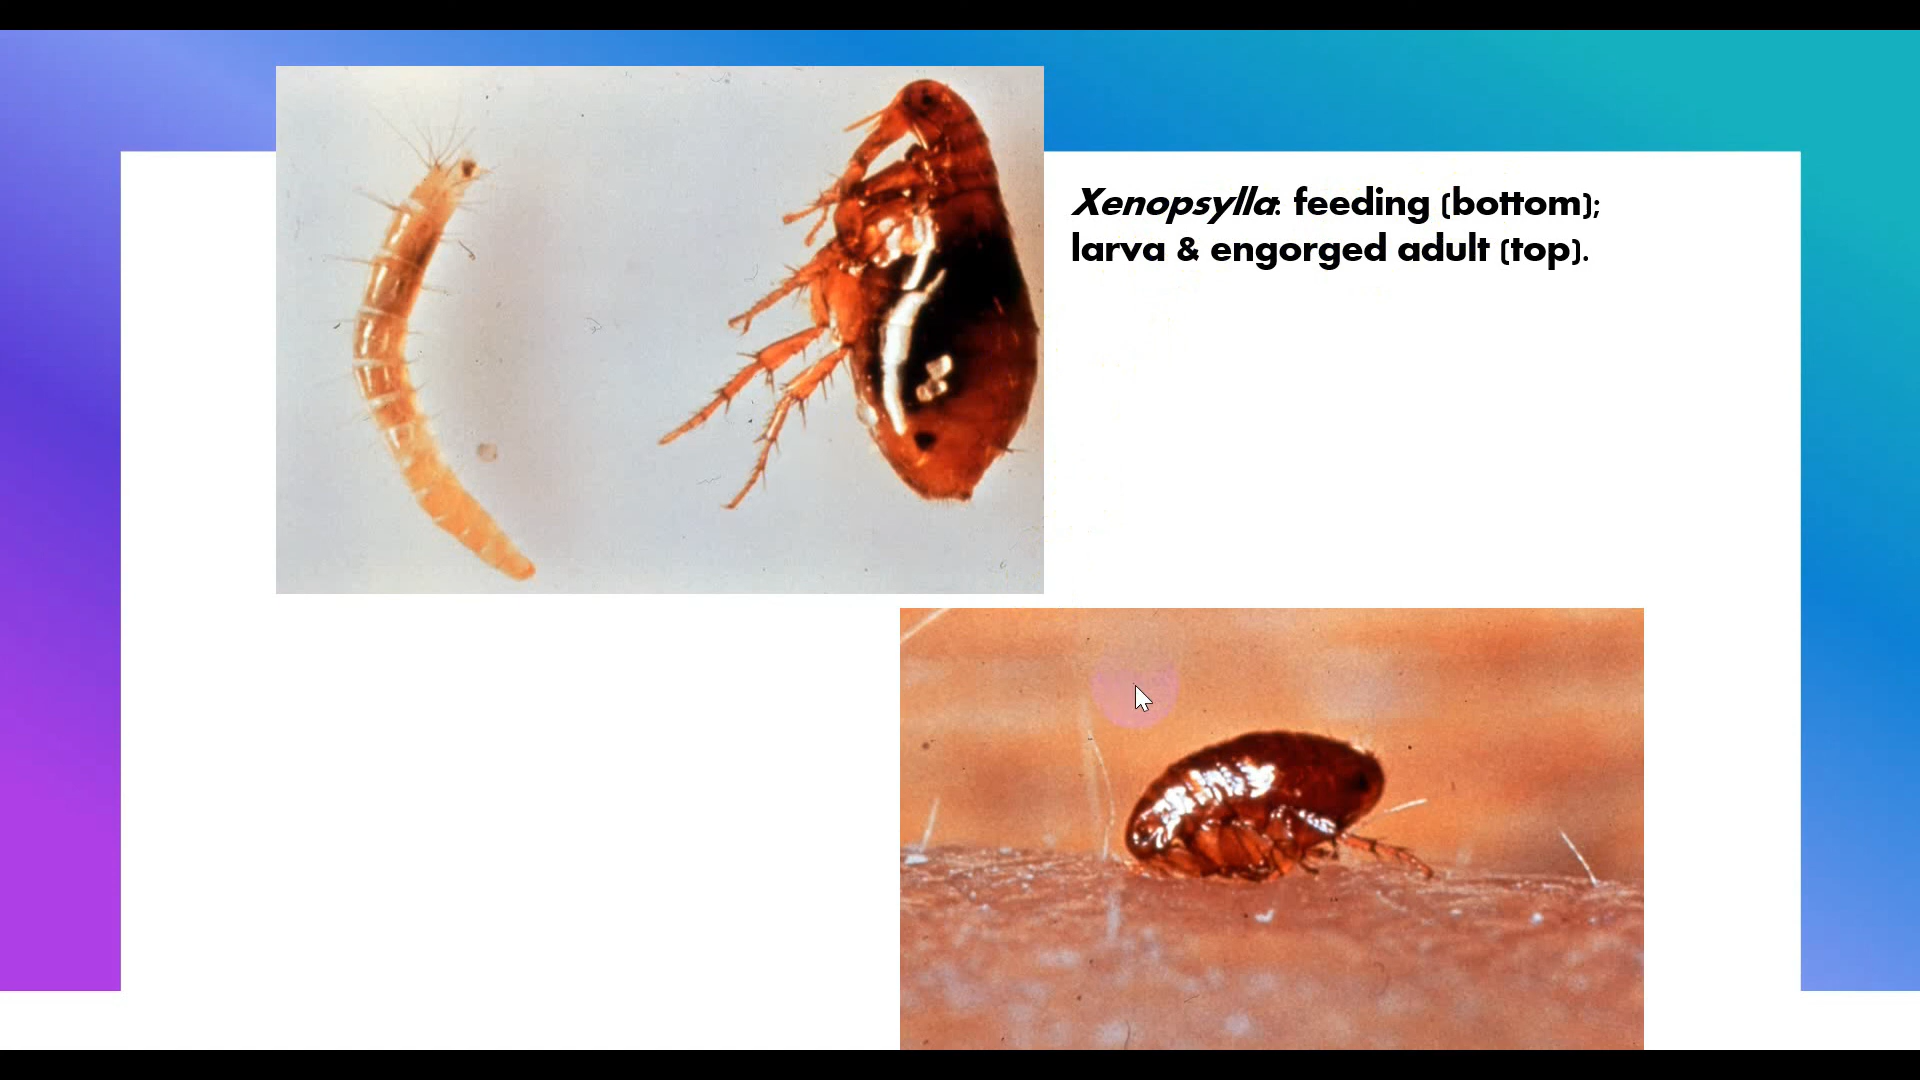 Xenopsylla: feeding (bottom);
larva & engorged adult (top).